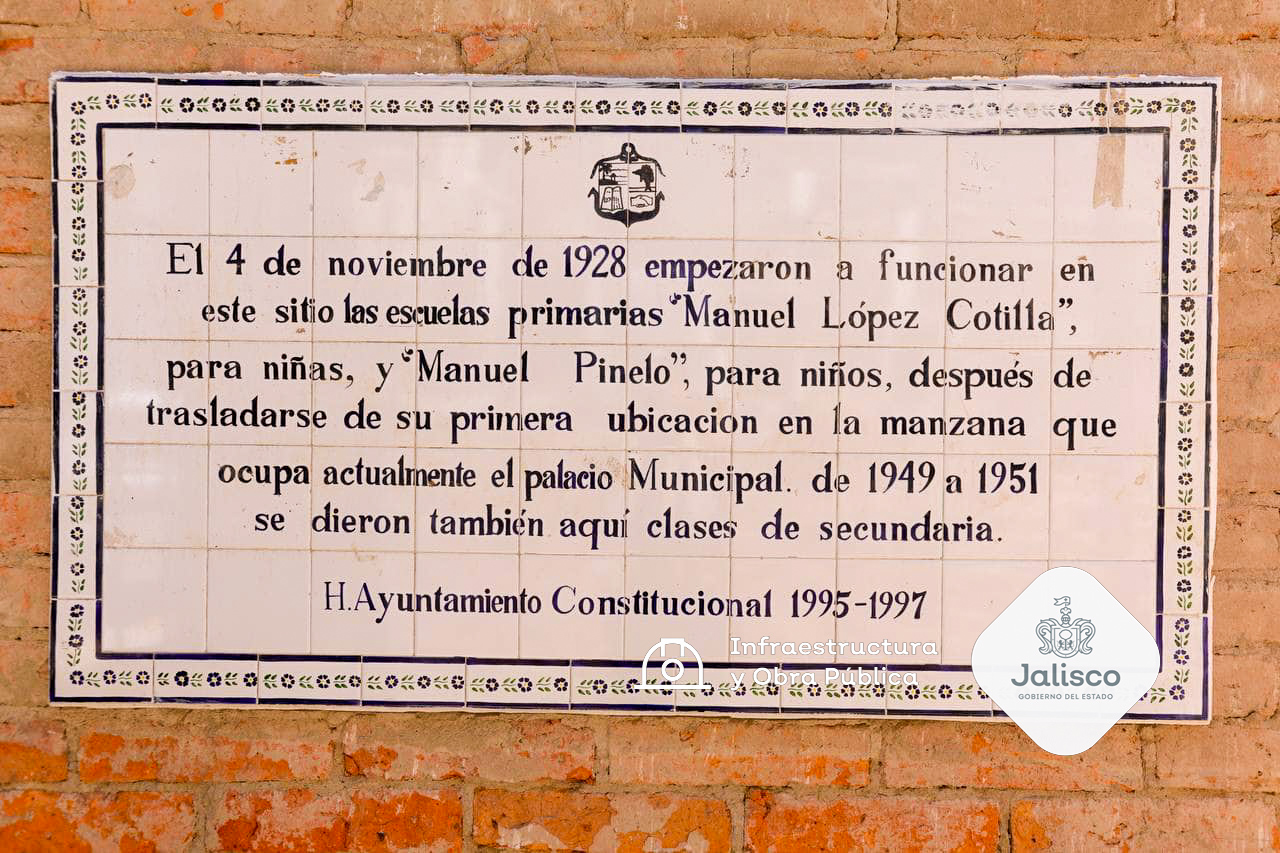 El 4 de noviembre de 1928 empezaron a funcionar en
este sitio las escuelas primarias “Manuel López Cotilla”,
para niñas, y “Manuel Pinelo”, para niños, después de
trasladarse de su primera ubicacion en la manzana que
ocupa actualmente el palacio Municipal. de 1949 a 1951
se dieron también aquí clases de secundaria.
H. Ayuntamiento Constitucional 1995-1997
Infraestructura
y Obra Pública
Jalisco
GOBIERNO DEL ESTADO